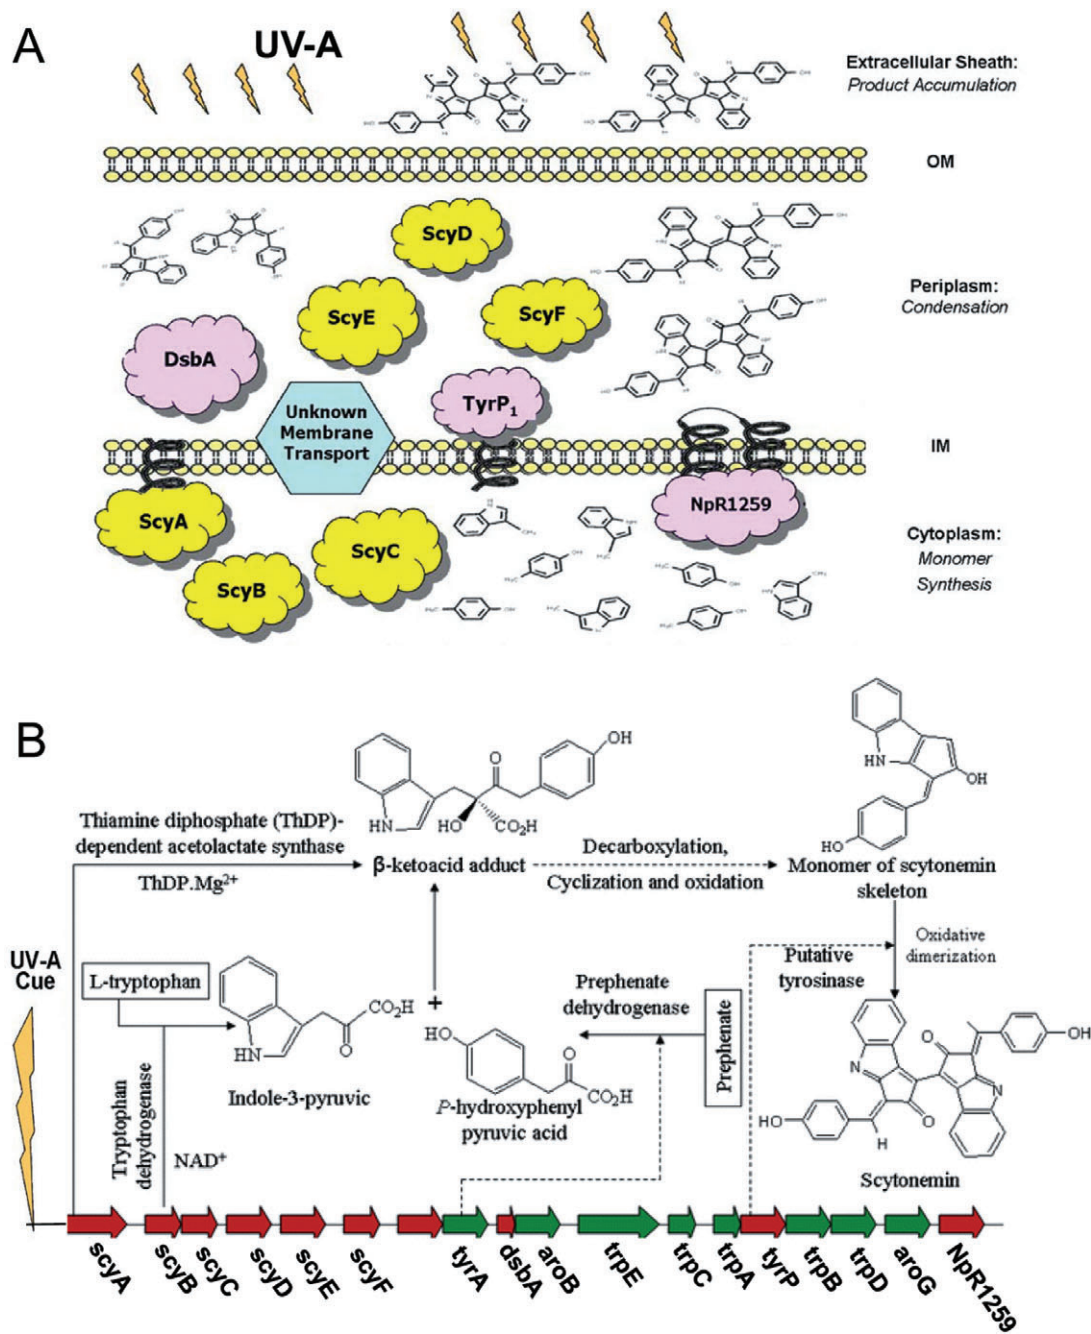 A
UV-A
Extracellular Sheath:
Product Accumulation
OM
ScyD
ScyE
ScyF
DsbA
Periplasm:
Condensation
TyrP1
Unknown
Membrane
Transport
IM
ScyA
ScyB
ScyC
NpR1259
Cytoplasm:
Monomer
Synthesis
B
OH
HN
HO
CO2H
O
HN
OH
HO
Thiamine diphosphate (ThDP)-
dependent acetolactate synthase
ThDP.Mg2+
β-ketoacid adduct
Decarboxylation,
Cyclization and oxidation
Monomer of scytonemin
skeleton
UV-A
Cue
L-tryptophan
CO2H
O
HN
Indole-3-pyruvic
+
HO
O
CO2H
P-hydroxyphenyl
pyruvic acid
Prephenate
dehydrogenase
Prephenate
Putative
tyrosinase
Oxidative
dimerization
OH
O
N
N
HO
O
H
Scytonemin
Tryptophan
dehydrogenase
NAD+
scyA
scyB
scyC
scyD
scyE
scyF
tyrA
dsbA
aroB
trpE
trpC
trpA
tyrP
trpB
trpD
aroG
NpR1259